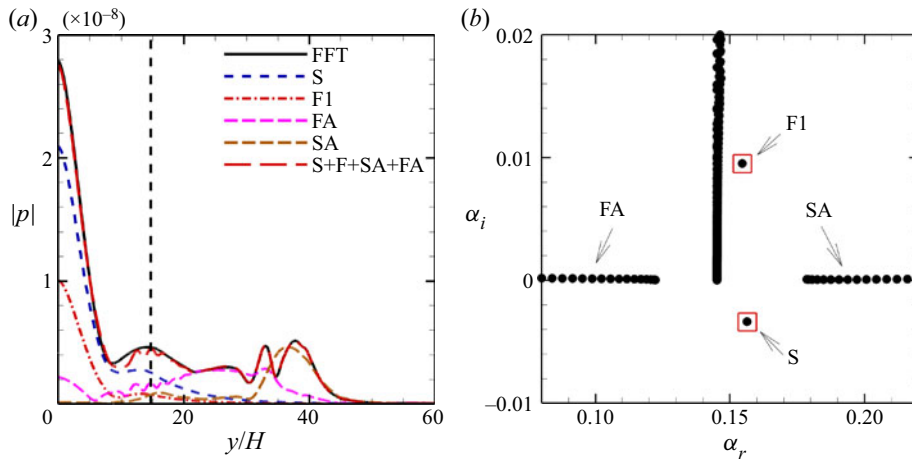 (a)
(×10⁻⁸)
3
2
1
0
|p|
0
20
40
60
y/H
FFT
S
F1
FA
SA
S+F+SA+FA
(b)
0.02
0.01
0
–0.01
αi
0.10
0.15
0.20
αr
F1
FA
SA
S